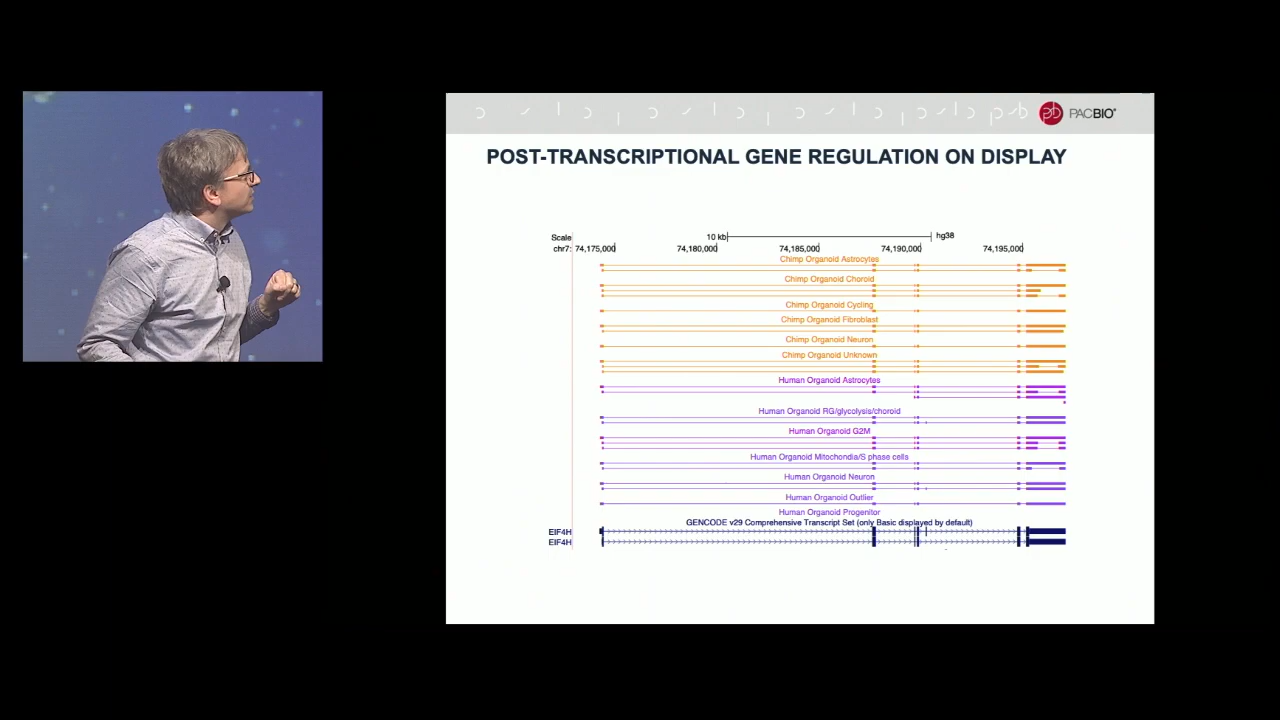 PACBIO®
POST-TRANSCRIPTIONAL GENE REGULATION ON DISPLAY
Scale 10 kb hg38
chr7: 74,175,000 74,180,000 74,185,000 74,190,000 74,195,000
Chimp Organoid Astrocytes
Chimp Organoid Choroid
Chimp Organoid Cycling
Chimp Organoid Fibroblast
Chimp Organoid Neuron
Chimp Organoid Unknown
Human Organoid Astrocytes
Human Organoid RG/glycolysis/choroid
Human Organoid G2M
Human Organoid Mitochondia/S phase cells
Human Organoid Neuron
Human Organoid Outlier
Human Organoid Progenitor
GENCODE v29 Comprehensive Transcript Set (only Basic displayed by default)
EIF4H
EIF4H